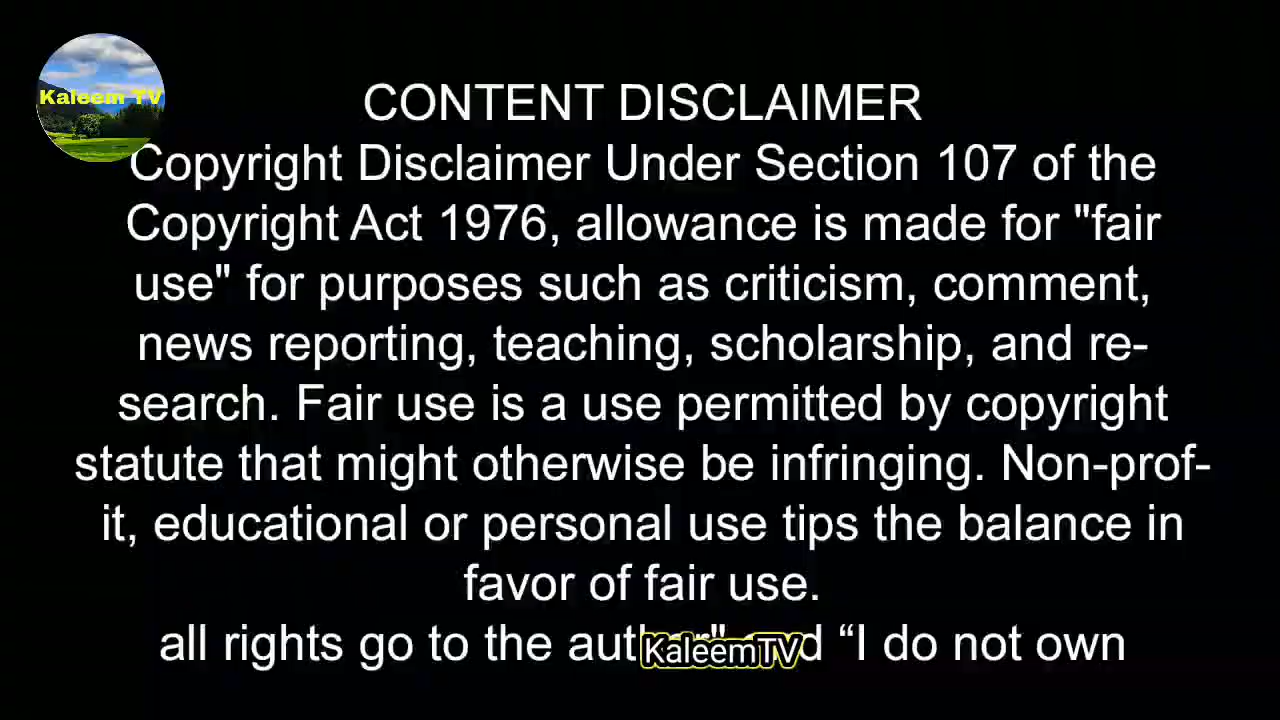 Kaleem TV
CONTENT DISCLAIMER
Copyright Disclaimer Under Section 107 of the
Copyright Act 1976, allowance is made for "fair
use" for purposes such as criticism, comment,
news reporting, teaching, scholarship, and re-
search. Fair use is a use permitted by copyright
statute that might otherwise be infringing. Non-prof-
it, educational or personal use tips the balance in
favor of fair use.
all rights go to the “I do not own
KaleemTV